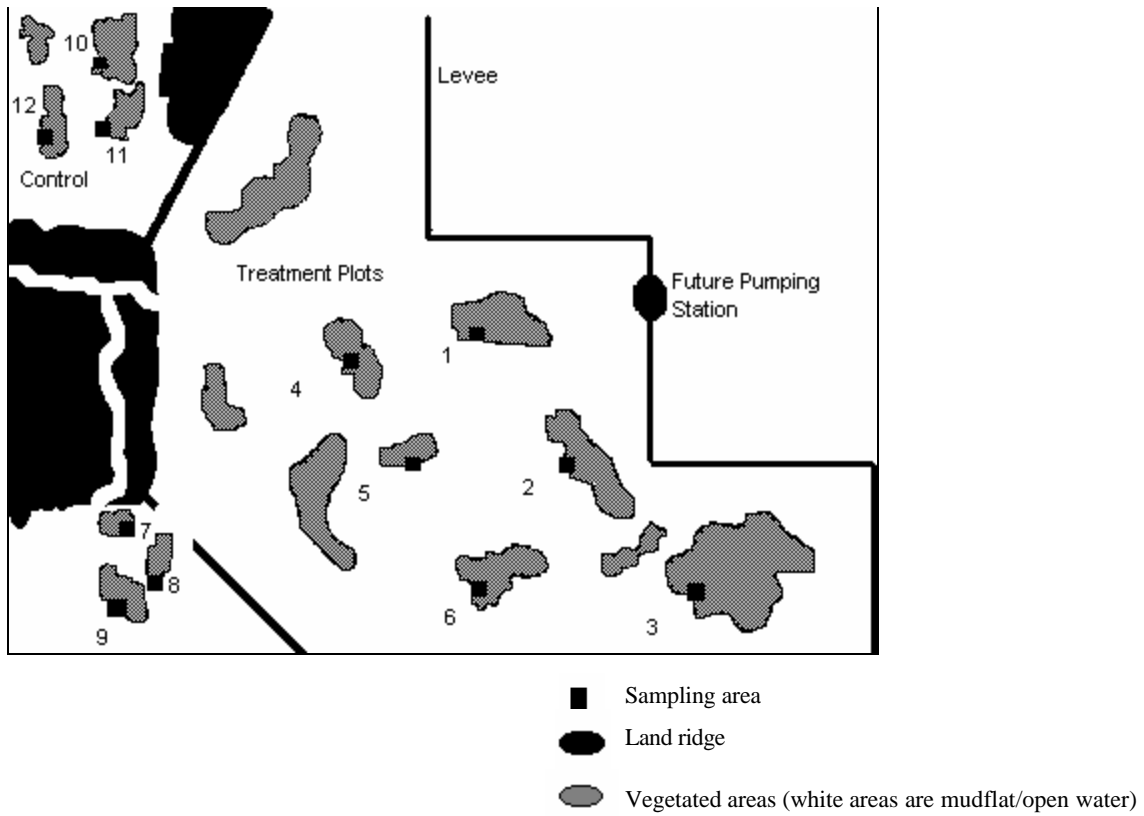 10
Levee
12
11
Control
Treatment Plots
Future Pumping
Station
1
4
5
2
7
8
6
3
9
Sampling area
Land ridge
Vegetated areas (white areas are mudflat/open water)